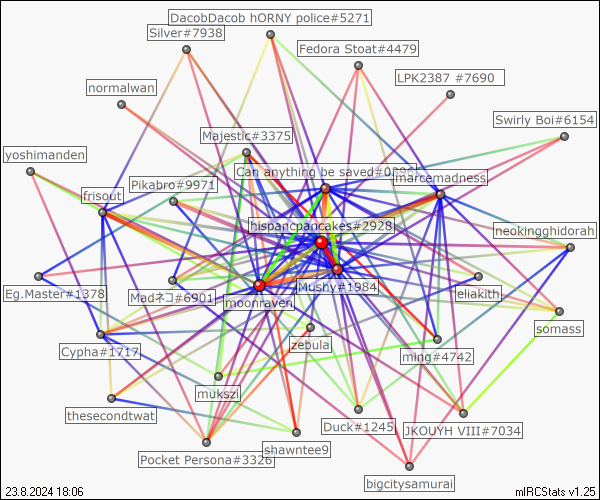 DacobDacob hORNY police#5271
Silver#7938
Fedora Stoat#4479
LPK2387 #7690
normalwan
Swirly Boi#6154
Majestic#3375
yoshimanden
Can anything be saved#0
marcemadness
Pikabro#9971
frisout
hispancpancakes#2928
neokingghidorah
Eg.Master#1378
Madネコ#6901
moonraven
Mushy#1984
eliakith
somass
Cypha#1717
zebula
ming#4742
mukszi
thesecondtwat
Duck#1245
JKOUYH VIII#7034
shawntee9
Pocket Persona#3326
bigcitysamurai
23.8.2024 18:06
mIRCStats v1.25